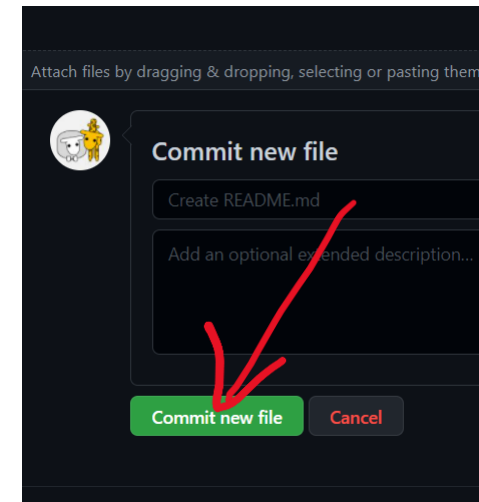 Attach files by dragging & dropping, selecting or pasting them
Commit new file
Create README.md
Add an optional extended description...
Commit new file
Cancel